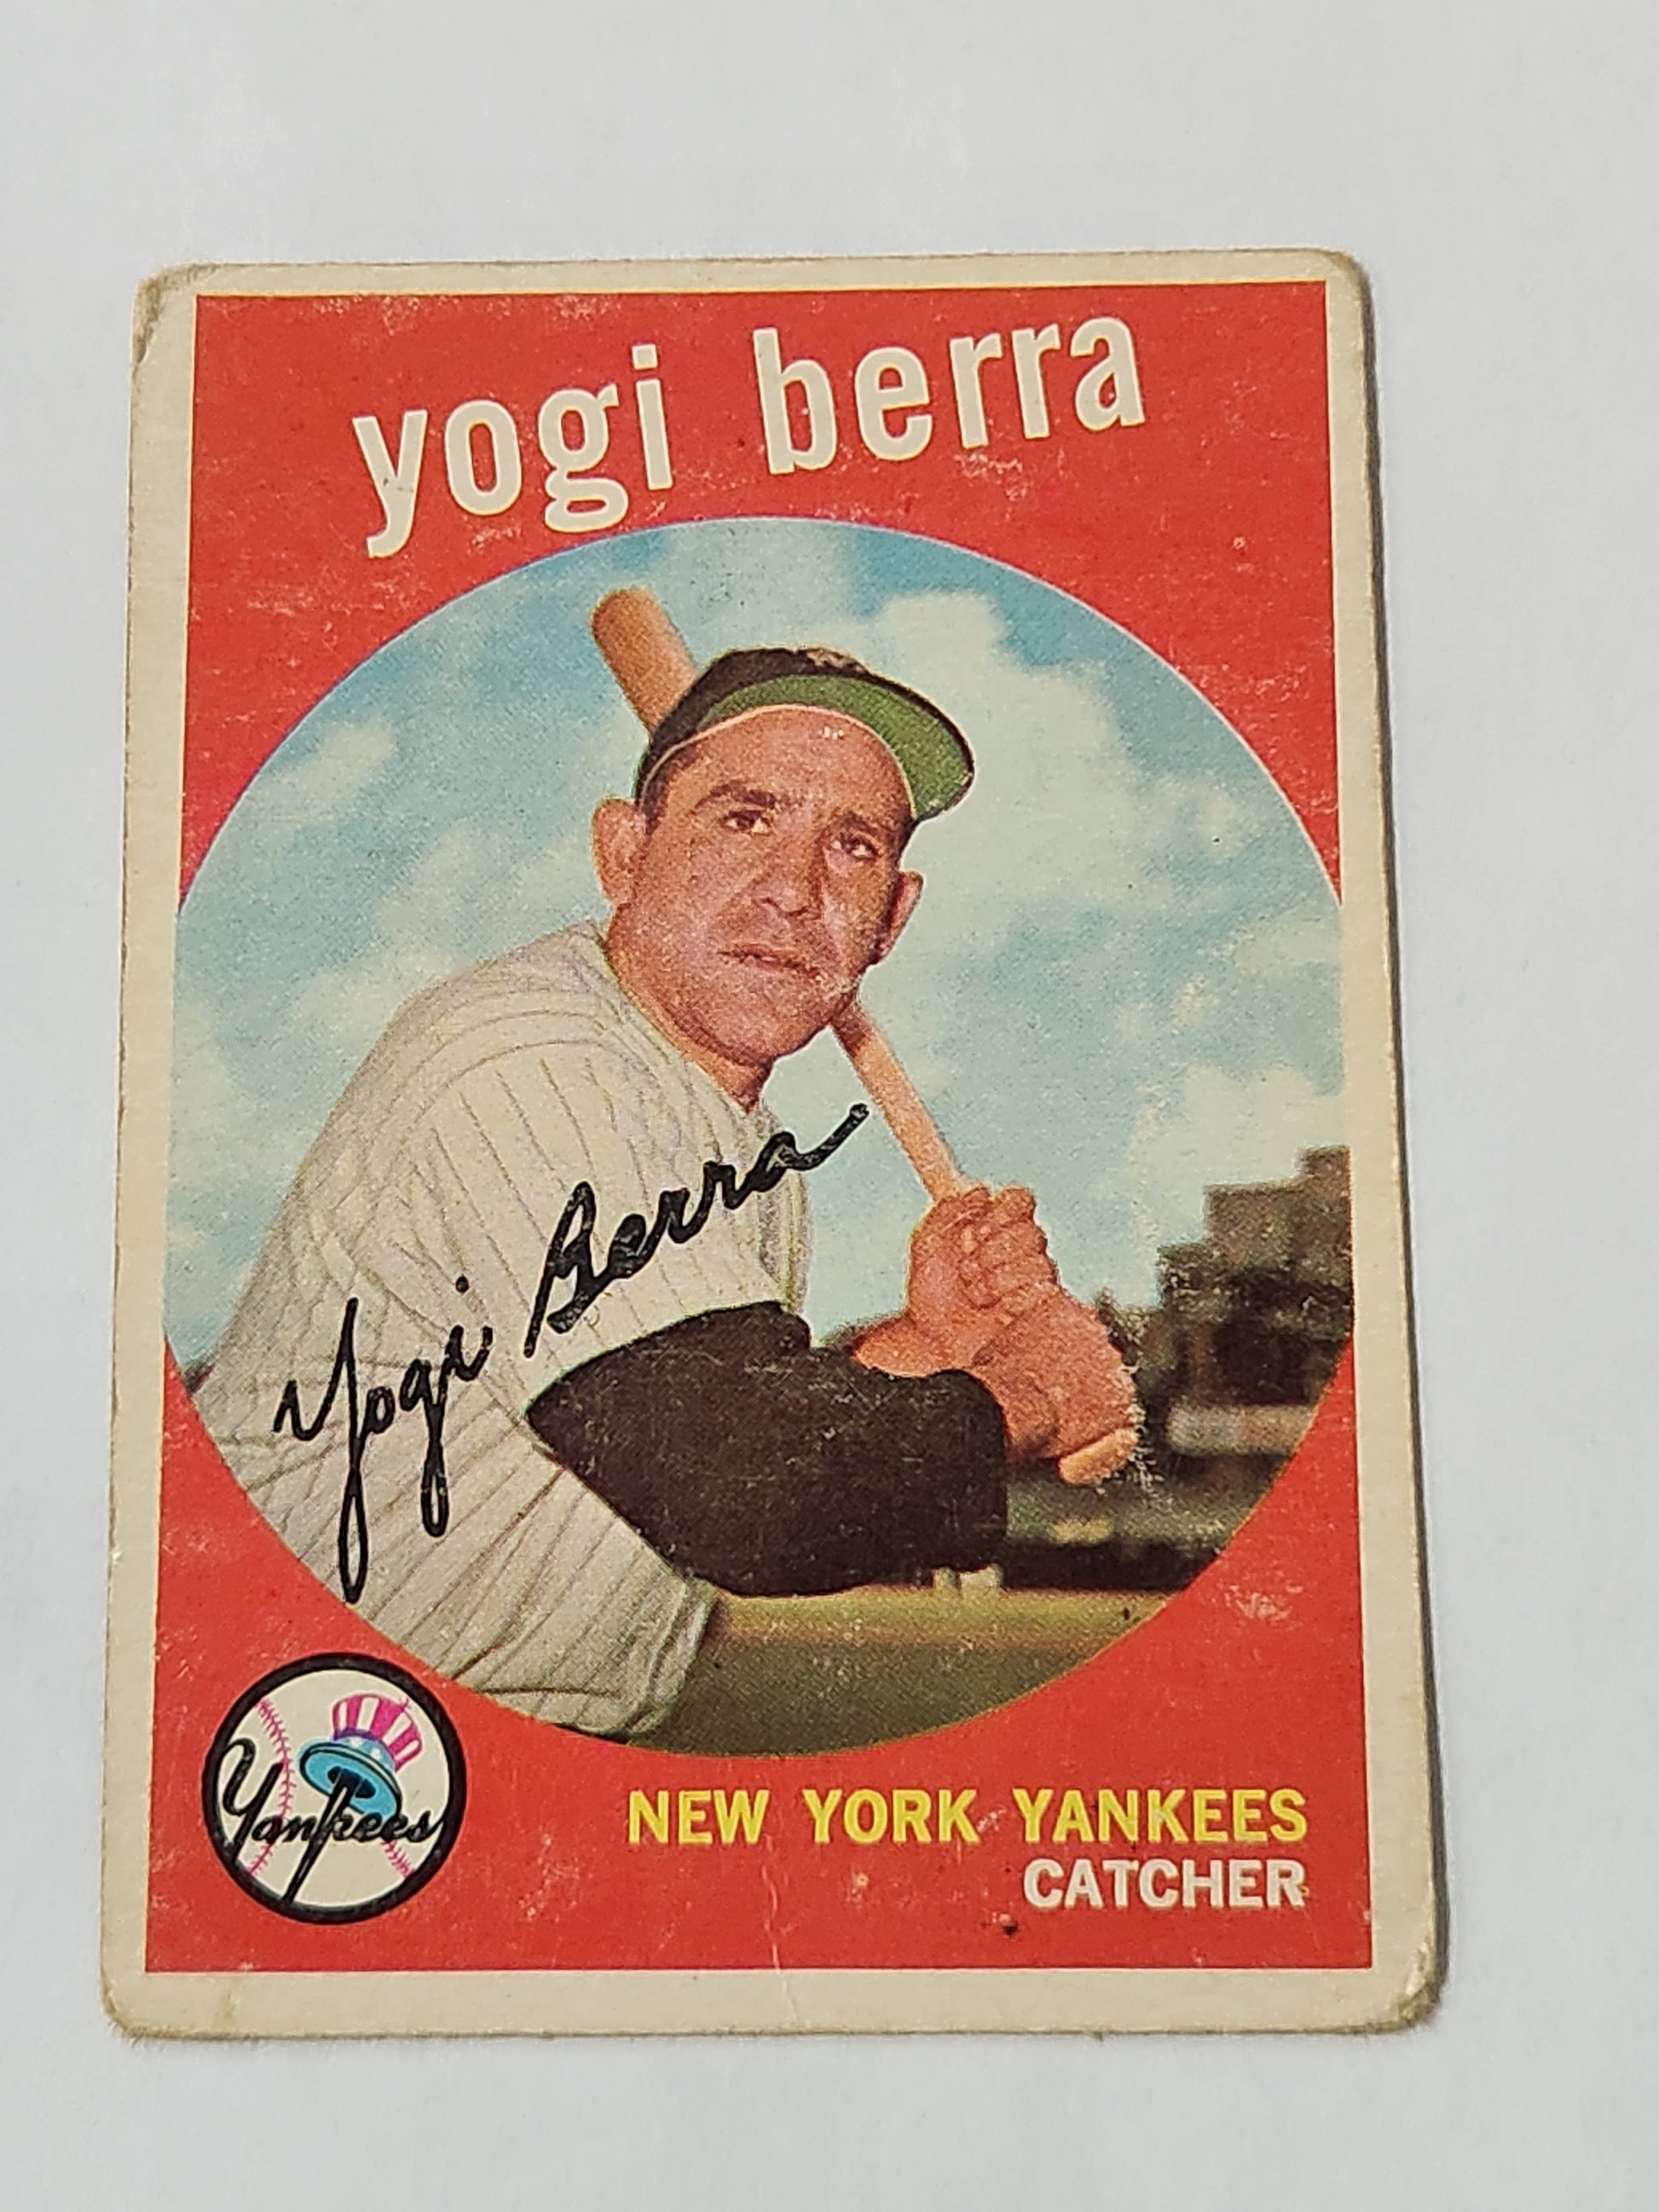 yogi berra
Yogi Berra
Yankees
NEW YORK YANKEES
CATCHER